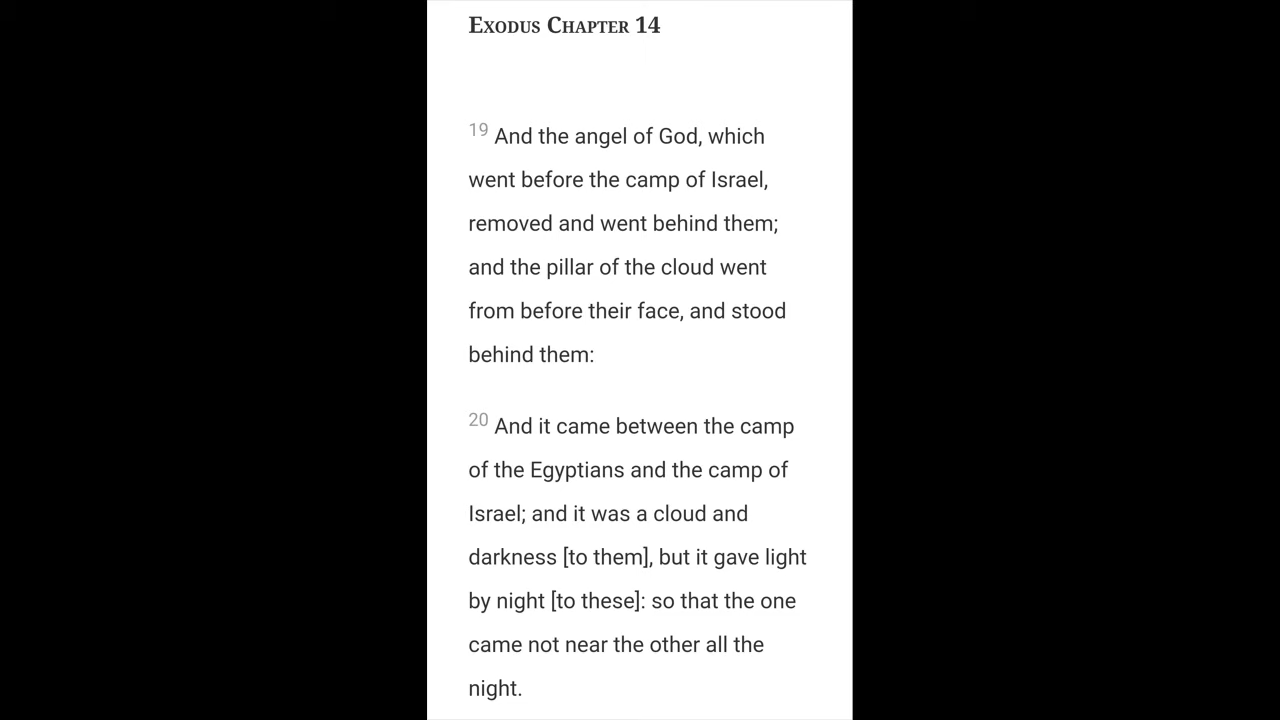 Exodus Chapter 14
19 And the angel of God, which
went before the camp of Israel,
removed and went behind them;
and the pillar of the cloud went
from before their face, and stood
behind them:
20 And it came between the camp
of the Egyptians and the camp of
Israel; and it was a cloud and
darkness [to them], but it gave light
by night [to these]: so that the one
came not near the other all the
night.